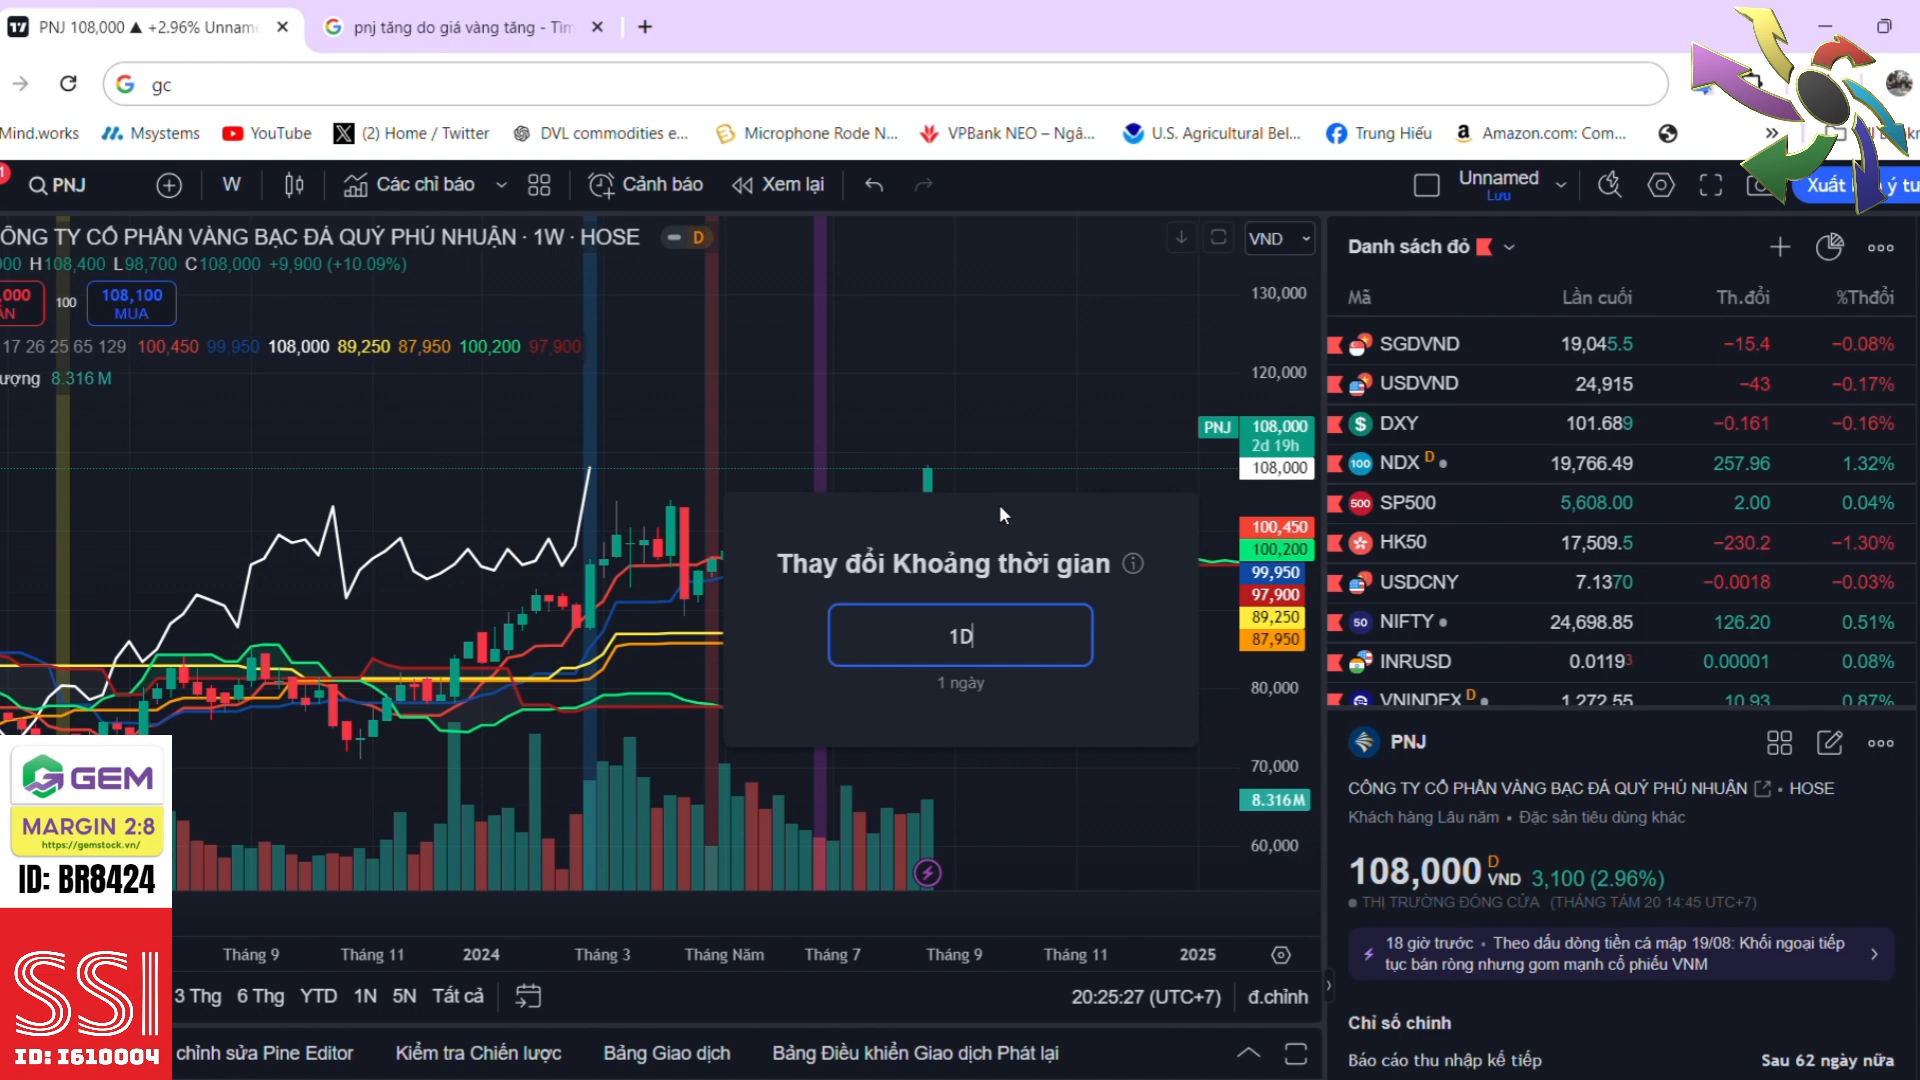 PNJ 108,000 ▲ +2.96% Unname
pnj tăng do giá vàng tăng - Tìm
gc
Mind.works
Msystems
YouTube
(2) Home / Twitter
DVL commodities e...
Microphone Rode N...
VPBank NEO – Ngâ...
U.S. Agricultural Bel...
Trung Hiếu
Amazon.com: Com...
PNJ
W
Các chỉ báo
Cảnh báo
Xem lại
Unnamed
Lưu
Xuất
ý tư
ÔNG TY CỔ PHẦN VÀNG BẠC ĐÁ QUÝ PHÚ NHUẬN · 1W · HOSE
D
VND
000 H108,400 L98,700 C108,000 +9,900 (+10.09%)
,000
ÁN
100
108,100
MUA
17 26 25 65 129 100,450 99,950 108,000 89,250 87,950 100,200 97,900
ượng 8.316 M
130,000
120,000
PNJ 108,000
2d 19h
108,000
100,450
100,200
99,950
97,900
89,250
87,950
80,000
70,000
8.316M
60,000
Thay đổi Khoảng thời gian
1D
1 ngày
Tháng 9
Tháng 11
2024
Tháng 3
Tháng Năm
Tháng 7
Tháng 9
Tháng 11
2025
3 Thg 6 Thg YTD 1N 5N Tất cả
20:25:27 (UTC+7)
đ.chỉnh
chỉnh sửa Pine Editor
Kiểm tra Chiến lược
Bảng Giao dịch
Bảng Điều khiển Giao dịch Phát lại
Danh sách đỏ
Mã Lần cuối Th.đổi %Thđổi
SGDVND 19,045.5 −15.4 −0.08%
USDVND 24,915 −43 −0.17%
DXY 101.689 −0.161 −0.16%
NDX D 19,766.49 257.96 1.32%
SP500 5,608.00 2.00 0.04%
HK50 17,509.5 −230.2 −1.30%
USDCNY 7.1370 −0.0018 −0.03%
NIFTY 24,698.85 126.20 0.51%
INRUSD 0.01193 0.00001 0.08%
VNINDEX D 1,272.55 10.93 0.87%
PNJ
CÔNG TY CỔ PHẦN VÀNG BẠC ĐÁ QUÝ PHÚ NHUẬN • HOSE
Khách hàng Lâu năm • Đặc sản tiêu dùng khác
108,000 D VND 3,100 (2.96%)
THỊ TRƯỜNG ĐÓNG CỬA (THÁNG TÁM 20 14:45 UTC+7)
18 giờ trước • Theo dấu dòng tiền cá mập 19/08: Khối ngoại tiếp
tục bán ròng nhưng gom mạnh cổ phiếu VNM
Chỉ số chính
Báo cáo thu nhập kế tiếp
Sau 62 ngày nữa
GEM
MARGIN 2:8
https://gemstock.vn/
ID: BR8424
SSI
ID: I610004